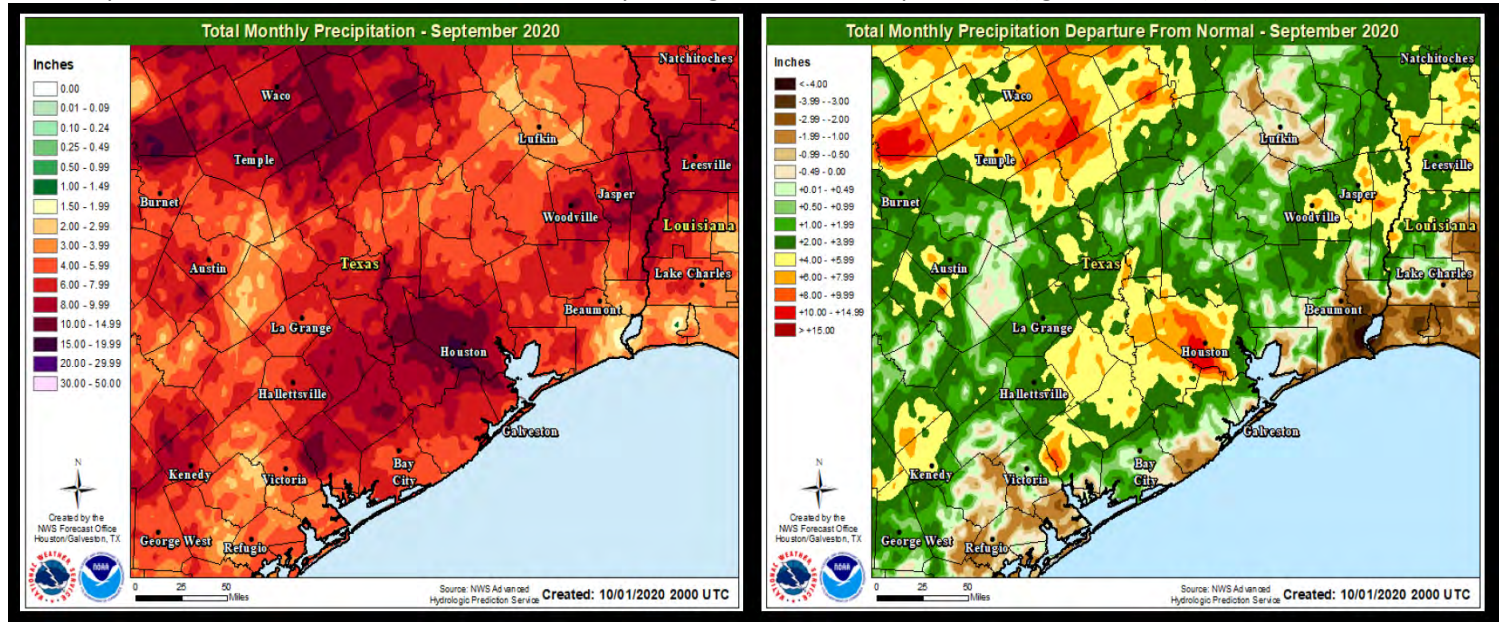 Total Monthly Precipitation - September 2020
Inches
0.00
0.01 - 0.09
0.10 - 0.24
0.25 - 0.49
0.50 - 0.99
1.00 - 1.49
1.50 - 1.99
2.00 - 2.99
3.00 - 3.99
4.00 - 5.99
6.00 - 7.99
8.00 - 9.99
10.00 - 14.99
15.00 - 19.99
20.00 - 29.99
30.00 - 50.00
Natchitoches
Waco
Lufkin
Temple
Leesville
Jasper
Burnet
Woodville
Louisiana
Austin
Texas
Lake Charles
Beaumont
La Grange
Houston
Hallettsville
Galveston
Bay
City
Kenedy
Victoria
George West
Refugio
N
Created by the
NWS Forecast Office
Houston/Galveston, TX
NOAA
0 25 50
Miles
Source: NWS Advanced
Hydrologic Prediction Service
Created: 10/01/2020 2000 UTC
Total Monthly Precipitation Departure From Normal - September 2020
Inches
< -4.00
-3.99 - -3.00
-2.99 - -2.00
-1.99 - -1.00
-0.99 - -0.50
-0.49 - 0.00
+0.01 - +0.49
+0.50 - +0.99
+1.00 - +1.99
+2.00 - +3.99
+4.00 - +5.99
+6.00 - +7.99
+8.00 - +9.99
+10.00 - +14.99
> +15.00
Natchitoches
Waco
Lufkin
Temple
Leesville
Jasper
Burnet
Woodville
Louisiana
Austin
Texas
Lake Charles
Beaumont
La Grange
Houston
Hallettsville
Galveston
Bay
City
Kenedy
Victoria
George West
Refugio
N
Created by the
NWS Forecast Office
Houston/Galveston, TX
NOAA
0 25 50
Miles
Source: NWS Advanced
Hydrologic Prediction Service
Created: 10/01/2020 2000 UTC